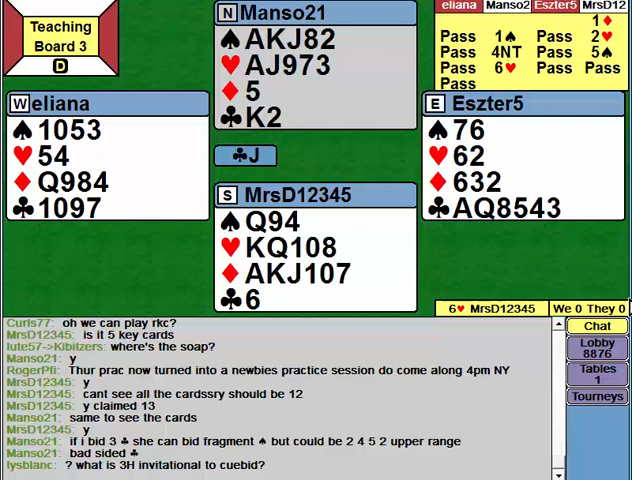 Teaching
Board 3
D
N Manso21
♠ AKJ82
♥ AJ973
♦ 5
♣ K2
eliana Manso2 Eszter5 MrsD12
1♦
Pass 1♠ Pass 2♥
Pass 4NT Pass 5♠
Pass 6♥ Pass Pass
Pass
W eliana
♠ 1053
♥ 54
♦ Q984
♣ 1097
♣ J
E Eszter5
♠ 76
♥ 62
♦ 632
♣ AQ8543
S MrsD12345
♠ Q94
♥ KQ108
♦ AKJ107
♣ 6
6♥ MrsD12345 We 0 They 0
Curls77: oh we can play rkc?
MrsD12345: is it 5 key cards
lute57->Kibitzers: where's the soap?
Manso21: y
RogerPfi: Thur prac now turned into a newbies practice session do come along 4pm NY
MrsD12345: y
MrsD12345: cant see all the cardssry should be 12
MrsD12345: y claimed 13
Manso21: same to see the cards
MrsD12345: y
Manso21: if i bid 3 ♣ she can bid fragment ♠ but could be 2 4 5 2 upper range
Manso21: bad sided ♣
lysblanc: ? what is 3H invitational to cuebid?
Chat
Lobby
8876
Tables
1
Tourneys